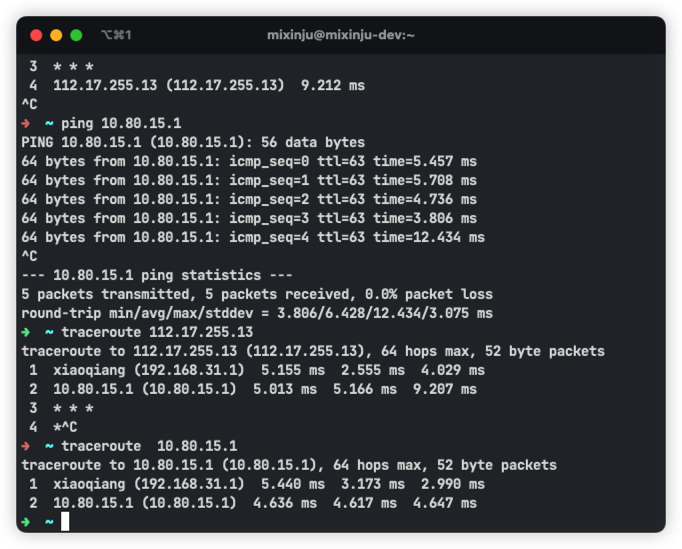 ⌥⌘1 mixinju@mixinju-dev:~
3 * * *
4 112.17.255.13 (112.17.255.13) 9.212 ms
^C
➜ ~ ping 10.80.15.1
PING 10.80.15.1 (10.80.15.1): 56 data bytes
64 bytes from 10.80.15.1: icmp_seq=0 ttl=63 time=5.457 ms
64 bytes from 10.80.15.1: icmp_seq=1 ttl=63 time=5.708 ms
64 bytes from 10.80.15.1: icmp_seq=2 ttl=63 time=4.736 ms
64 bytes from 10.80.15.1: icmp_seq=3 ttl=63 time=3.806 ms
64 bytes from 10.80.15.1: icmp_seq=4 ttl=63 time=12.434 ms
^C
--- 10.80.15.1 ping statistics ---
5 packets transmitted, 5 packets received, 0.0% packet loss
round-trip min/avg/max/stddev = 3.806/6.428/12.434/3.075 ms
➜ ~ traceroute 112.17.255.13
traceroute to 112.17.255.13 (112.17.255.13), 64 hops max, 52 byte packets
1 xiaoqiang (192.168.31.1) 5.155 ms 2.555 ms 4.029 ms
2 10.80.15.1 (10.80.15.1) 5.013 ms 5.166 ms 9.207 ms
3 * * *
4 *^C
➜ ~ traceroute 10.80.15.1
traceroute to 10.80.15.1 (10.80.15.1), 64 hops max, 52 byte packets
1 xiaoqiang (192.168.31.1) 5.440 ms 3.173 ms 2.990 ms
2 10.80.15.1 (10.80.15.1) 4.636 ms 4.617 ms 4.647 ms
➜ ~